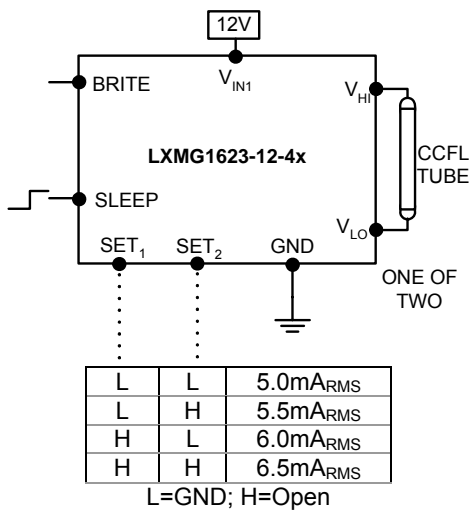 12V
BRITE
V_IN1
V_HI
LXMG1623-12-4x
CCFL
TUBE
SLEEP
V_LO
SET_1 SET_2 GND
ONE OF
TWO
L L 5.0mA_RMS
L H 5.5mA_RMS
H L 6.0mA_RMS
H H 6.5mA_RMS
L=GND; H=Open